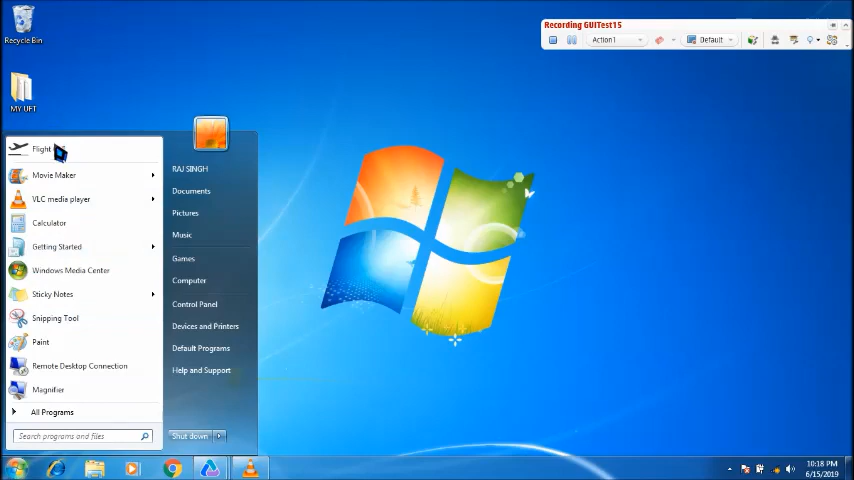 Recycle Bin
MY UFT
Recording GUITest15
Action1
Default
Flight
Movie Maker
VLC media player
Calculator
Getting Started
Windows Media Center
Sticky Notes
Snipping Tool
Paint
Remote Desktop Connection
Magnifier
All Programs
Search programs and files
RAJ SINGH
Documents
Pictures
Music
Games
Computer
Control Panel
Devices and Printers
Default Programs
Help and Support
Shut down
10:18 PM
6/15/2019